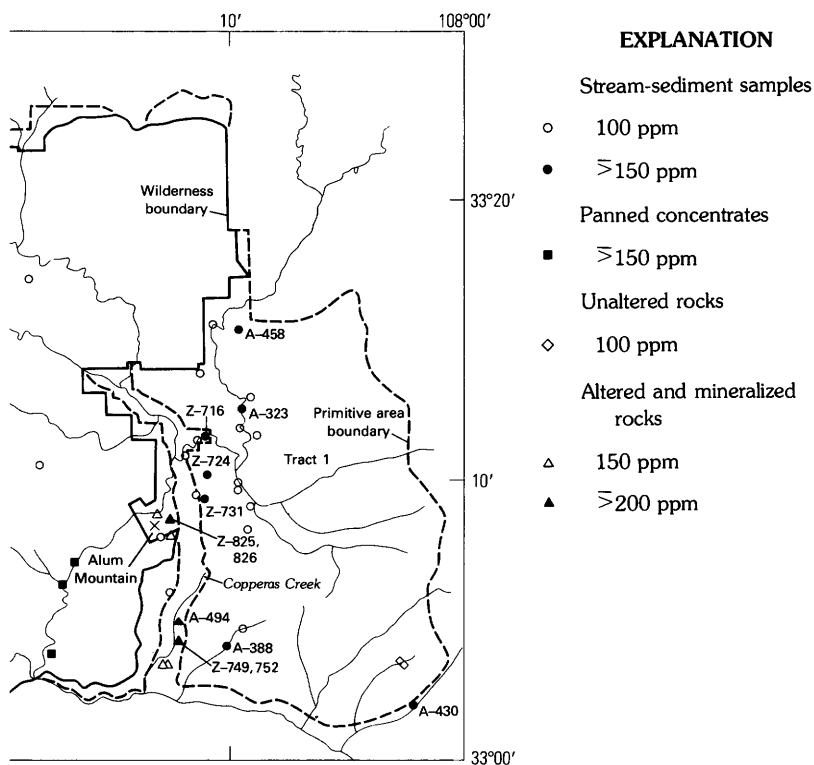 10′
108°00′
Wilderness
boundary
33°20′
A–458
Z–716
A–323
Primitive area
boundary
Z–724
Tract 1
10′
Z–731
Z–825,
826
Alum
Mountain
Copperas Creek
A–494
A–388
Z–749,752
A–430
10′
33°00′
EXPLANATION
Stream-sediment samples
100 ppm
>̅150 ppm
Panned concentrates
>̅150 ppm
Unaltered rocks
100 ppm
Altered and mineralized
rocks
150 ppm
>̅200 ppm